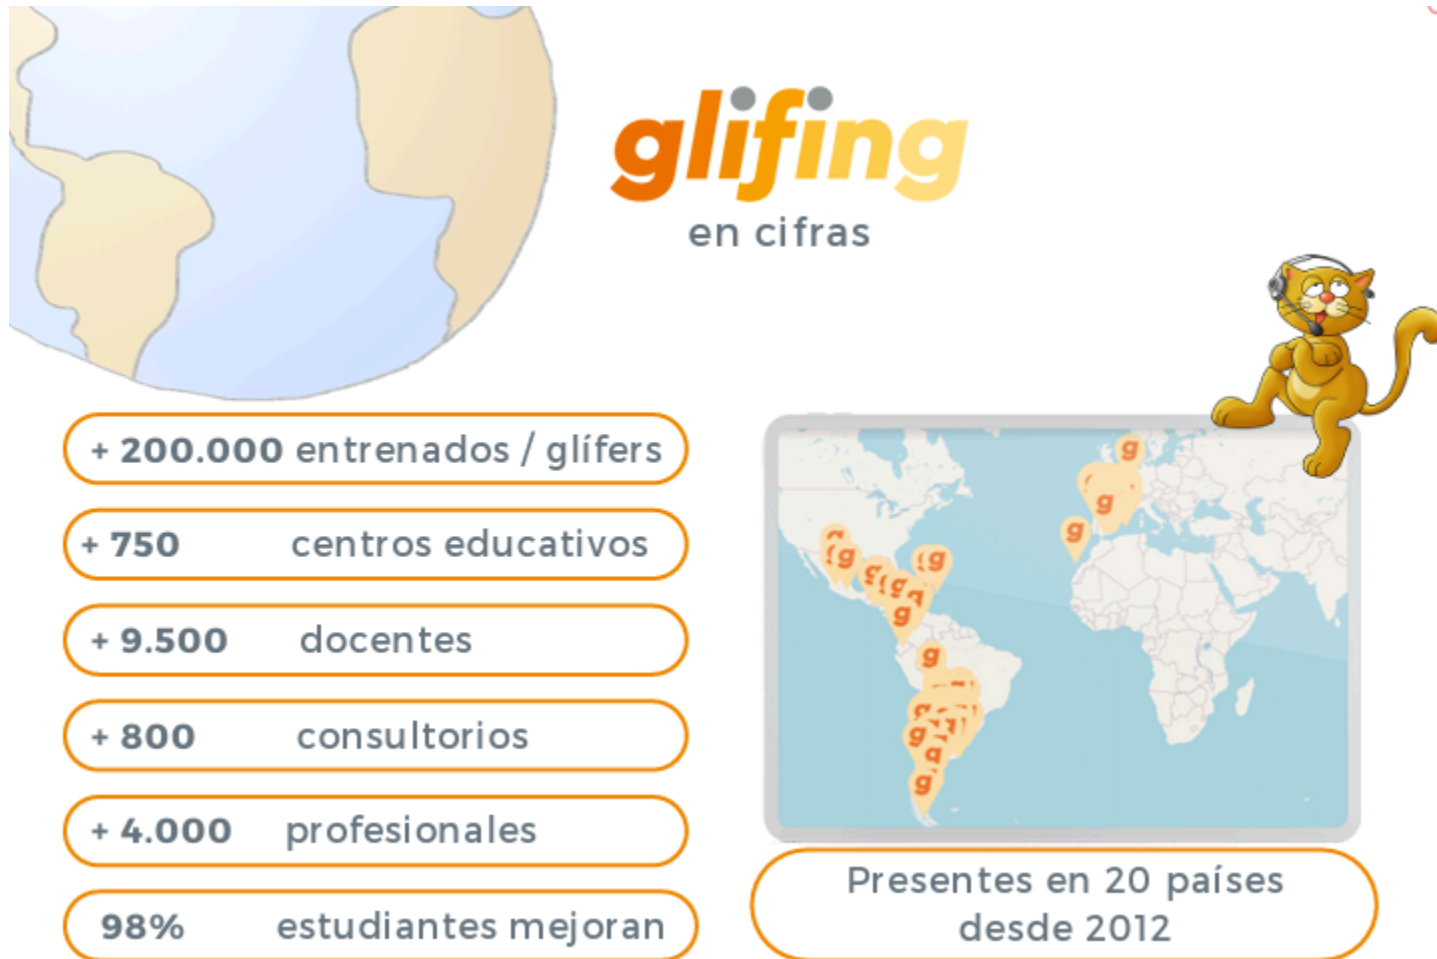 glifing
en cifras
+ 200.000 entrenados / glífers
+ 750 centros educativos
+ 9.500 docentes
+ 800 consultorios
+ 4.000 profesionales
98% estudiantes mejoran
g
g
g
g
g
g
g
g
g
g
g
g
Presentes en 20 países
desde 2012